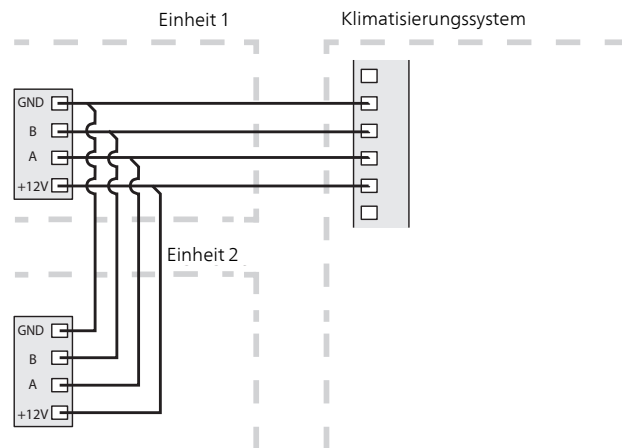 Einheit 1
Klimatisierungssystem
GND
B
A
+12V
Einheit 2
GND
B
A
+12V